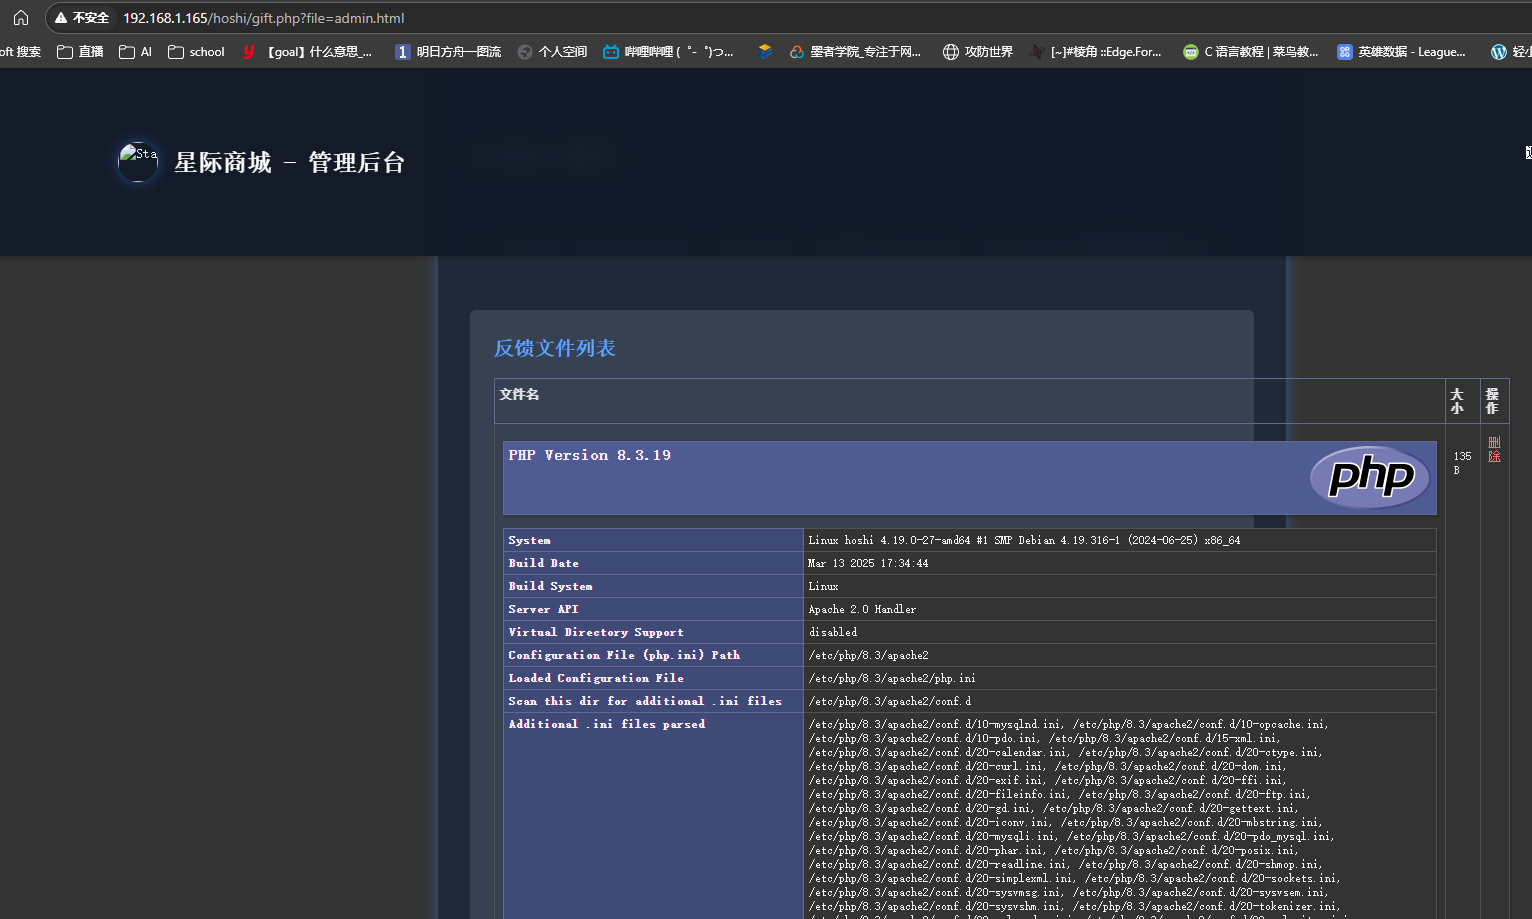 不安全 192.168.1.165/hoshi/gift.php?file=admin.html
oft 搜索 直播 AI school 【goal】什么意思_... 明日方舟一图流 个人空间 哔哩哔哩 ( ゜- ゜)つ... 墨者学院_专注于网... 攻防世界 [~]#棱角 ::Edge.For... C 语言教程 | 菜鸟教... 英雄数据 - League... 轻小
Sta 星际商城 - 管理后台
反馈文件列表
文件名 大小 操作
PHP Version 8.3.19 php 135 B 删除
System Linux hoshi 4.19.0-27-amd64 #1 SMP Debian 4.19.316-1 (2024-06-25) x86_64
Build Date Mar 13 2025 17:34:44
Build System Linux
Server API Apache 2.0 Handler
Virtual Directory Support disabled
Configuration File (php.ini) Path /etc/php/8.3/apache2
Loaded Configuration File /etc/php/8.3/apache2/php.ini
Scan this dir for additional .ini files /etc/php/8.3/apache2/conf.d
Additional .ini files parsed /etc/php/8.3/apache2/conf.d/10-mysqlnd.ini, /etc/php/8.3/apache2/conf.d/10-opcache.ini,
/etc/php/8.3/apache2/conf.d/10-pdo.ini, /etc/php/8.3/apache2/conf.d/15-xml.ini,
/etc/php/8.3/apache2/conf.d/20-calendar.ini, /etc/php/8.3/apache2/conf.d/20-ctype.ini,
/etc/php/8.3/apache2/conf.d/20-curl.ini, /etc/php/8.3/apache2/conf.d/20-dom.ini,
/etc/php/8.3/apache2/conf.d/20-exif.ini, /etc/php/8.3/apache2/conf.d/20-ffi.ini,
/etc/php/8.3/apache2/conf.d/20-fileinfo.ini, /etc/php/8.3/apache2/conf.d/20-ftp.ini,
/etc/php/8.3/apache2/conf.d/20-gd.ini, /etc/php/8.3/apache2/conf.d/20-gettext.ini,
/etc/php/8.3/apache2/conf.d/20-iconv.ini, /etc/php/8.3/apache2/conf.d/20-mbstring.ini,
/etc/php/8.3/apache2/conf.d/20-mysqli.ini, /etc/php/8.3/apache2/conf.d/20-pdo_mysql.ini,
/etc/php/8.3/apache2/conf.d/20-phar.ini, /etc/php/8.3/apache2/conf.d/20-posix.ini,
/etc/php/8.3/apache2/conf.d/20-readline.ini, /etc/php/8.3/apache2/conf.d/20-shmop.ini,
/etc/php/8.3/apache2/conf.d/20-simplexml.ini, /etc/php/8.3/apache2/conf.d/20-sockets.ini,
/etc/php/8.3/apache2/conf.d/20-sysvmsg.ini, /etc/php/8.3/apache2/conf.d/20-sysvsem.ini,
/etc/php/8.3/apache2/conf.d/20-sysvshm.ini, /etc/php/8.3/apache2/conf.d/20-tokenizer.ini,